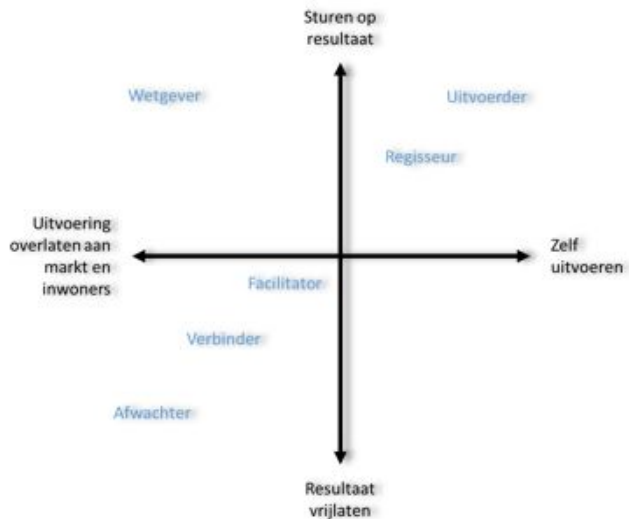 Sturen op
resultaat
Wetgever
Uitvoerder
Regisseur
Uitvoering
overlaten aan
markt en
inwoners
Zelf
uitvoeren
Facilitator
Verbinder
Afwachter
Resultaat
vrijlaten